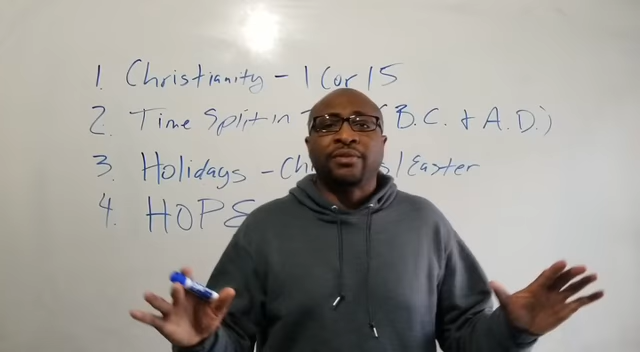 1. Christianity - 1 Cor 15
2. Time Split in (B.C. + A.D.)
3. Holidays - /Easter
4. HOPE